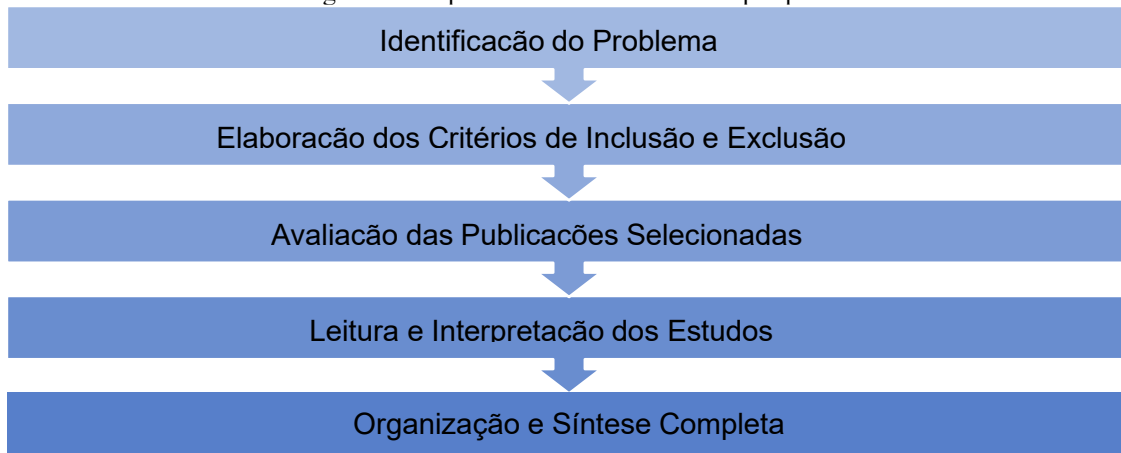 Identificacão do Problema
Elaboracão dos Critérios de Inclusão e Exclusão
Avaliacão das Publicacões Selecionadas
Leitura e Interpretação dos Estudos
Organização e Síntese Completa